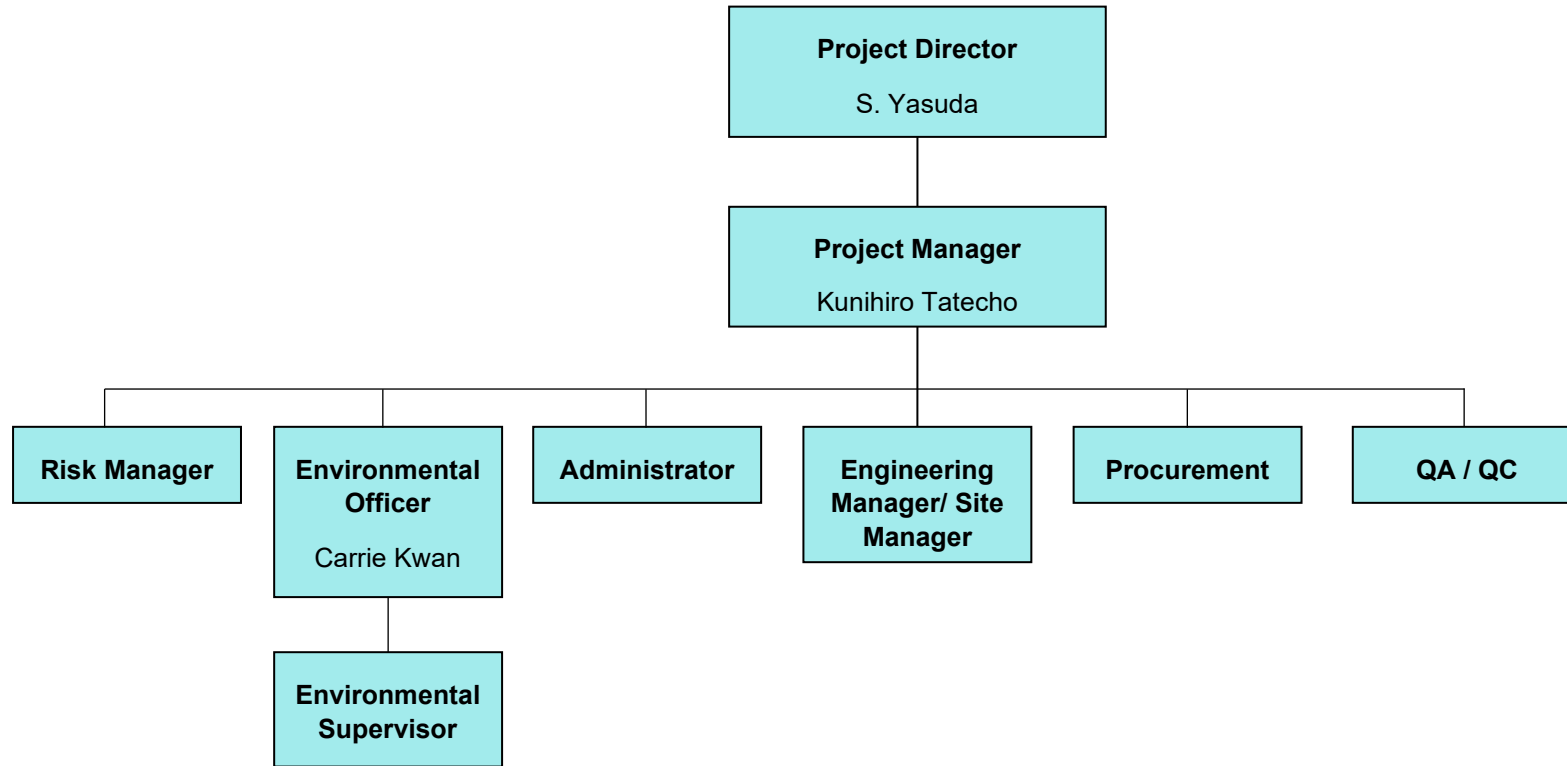 Project Director
S. Yasuda
Project Manager
Kunihiro Tatecho
Risk Manager
Environmental
Officer
Carrie Kwan
Administrator
Engineering
Manager/ Site
Manager
Procurement
QA / QC
Environmental
Supervisor